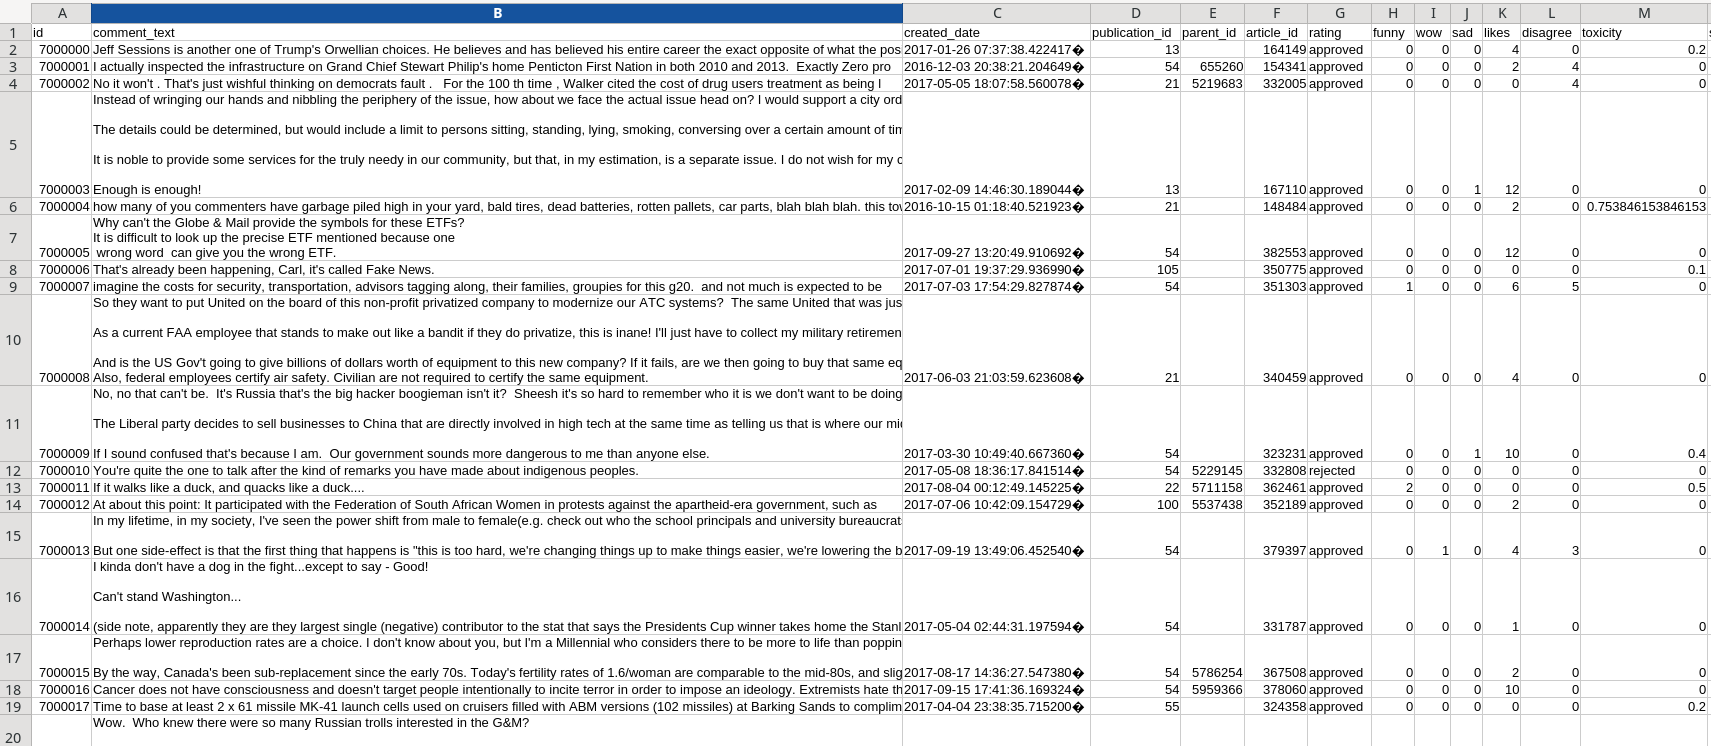 A B C D E F G H I J K L M
1 id comment_text created_date publication_id parent_id article_id rating funny wow sad likes disagree toxicity
2 7000000 Jeff Sessions is another one of Trump's Orwellian choices. He believes and has believed his entire career the exact opposite of what the pos 2017-01-26 07:37:38.422417� 13 164149 approved 0 0 0 4 0 0.2
3 7000001 I actually inspected the infrastructure on Grand Chief Stewart Philip's home Penticton First Nation in both 2010 and 2013.  Exactly Zero pro 2016-12-03 20:38:21.204649� 54 655260 154341 approved 0 0 0 2 4 0
4 7000002 No it won't . That's just wishful thinking on democrats fault .   For the 100 th time , Walker cited the cost of drug users treatment as being I 2017-05-05 18:07:58.560078� 21 5219683 332005 approved 0 0 0 0 4 0
Instead of wringing our hands and nibbling the periphery of the issue, how about we face the actual issue head on? I would support a city ord
The details could be determined, but would include a limit to persons sitting, standing, lying, smoking, conversing over a certain amount of tim
5
It is noble to provide some services for the truly needy in our community, but that, in my estimation, is a separate issue. I do not wish for my c
7000003 Enough is enough! 2017-02-09 14:46:30.189044� 13 167110 approved 0 0 1 12 0 0
6 7000004 how many of you commenters have garbage piled high in your yard, bald tires, dead batteries, rotten pallets, car parts, blah blah blah. this tov 2016-10-15 01:18:40.521923� 21 148484 approved 0 0 0 2 0 0.753846153846153
Why can't the Globe & Mail provide the symbols for these ETFs?
7 It is difficult to look up the precise ETF mentioned because one
7000005 wrong word  can give you the wrong ETF. 2017-09-27 13:20:49.910692� 54 382553 approved 0 0 0 12 0 0
8 7000006 That's already been happening, Carl, it's called Fake News. 2017-07-01 19:37:29.936990� 105 350775 approved 0 0 0 0 0 0.1
9 7000007 imagine the costs for security, transportation, advisors tagging along, their families, groupies for this g20.  and not much is expected to be 2017-07-03 17:54:29.827874� 54 351303 approved 1 0 0 6 5 0
So they want to put United on the board of this non-profit privatized company to modernize our ATC systems?  The same United that was jus
As a current FAA employee that stands to make out like a bandit if they do privatize, this is inane! I'll just have to collect my military retiremen
10
And is the US Gov't going to give billions of dollars worth of equipment to this new company? If it fails, are we then going to buy that same eq
7000008 Also, federal employees certify air safety. Civilian are not required to certify the same equipment. 2017-06-03 21:03:59.623608� 21 340459 approved 0 0 0 4 0 0
No, no that can't be.  It's Russia that's the big hacker boogieman isn't it?  Sheesh it's so hard to remember who it is we don't want to be doing
11 The Liberal party decides to sell businesses to China that are directly involved in high tech at the same time as telling us that is where our mi
7000009 If I sound confused that's because I am.  Our government sounds more dangerous to me than anyone else. 2017-03-30 10:49:40.667360� 54 323231 approved 0 0 1 10 0 0.4
12 7000010 You're quite the one to talk after the kind of remarks you have made about indigenous peoples. 2017-05-08 18:36:17.841514� 54 5229145 332808 rejected 0 0 0 0 0 0
13 7000011 If it walks like a duck, and quacks like a duck.... 2017-08-04 00:12:49.145225� 22 5711158 362461 approved 2 0 0 0 0 0.5
14 7000012 At about this point: It participated with the Federation of South African Women in protests against the apartheid-era government, such as 2017-07-06 10:42:09.154729� 100 5537438 352189 approved 0 0 0 2 0 0
In my lifetime, in my society, I've seen the power shift from male to female(e.g. check out who the school principals and university bureaucrat
15
7000013 But one side-effect is that the first thing that happens is "this is too hard, we're changing things up to make things easier, we're lowering the b 2017-09-19 13:49:06.452540� 54 379397 approved 0 1 0 4 3 0
I kinda don't have a dog in the fight...except to say - Good!
16 Can't stand Washington...
7000014 (side note, apparently they are they largest single (negative) contributor to the stat that says the Presidents Cup winner takes home the Stanl 2017-05-04 02:44:31.197594� 54 331787 approved 0 0 0 1 0 0
Perhaps lower reproduction rates are a choice. I don't know about you, but I'm a Millennial who considers there to be more to life than poppin
17
7000015 By the way, Canada's been sub-replacement since the early 70s. Today's fertility rates of 1.6/woman are comparable to the mid-80s, and slig 2017-08-17 14:36:27.547380� 54 5786254 367508 approved 0 0 0 2 0 0
18 7000016 Cancer does not have consciousness and doesn't target people intentionally to incite terror in order to impose an ideology. Extremists hate th 2017-09-15 17:41:36.169324� 54 5959366 378060 approved 0 0 0 10 0 0
19 7000017 Time to base at least 2 x 61 missile MK-41 launch cells used on cruisers filled with ABM versions (102 missiles) at Barking Sands to complim 2017-04-04 23:38:35.715200� 55 324358 approved 0 0 0 0 0 0.2
Wow.  Who knew there were so many Russian trolls interested in the G&M?
20